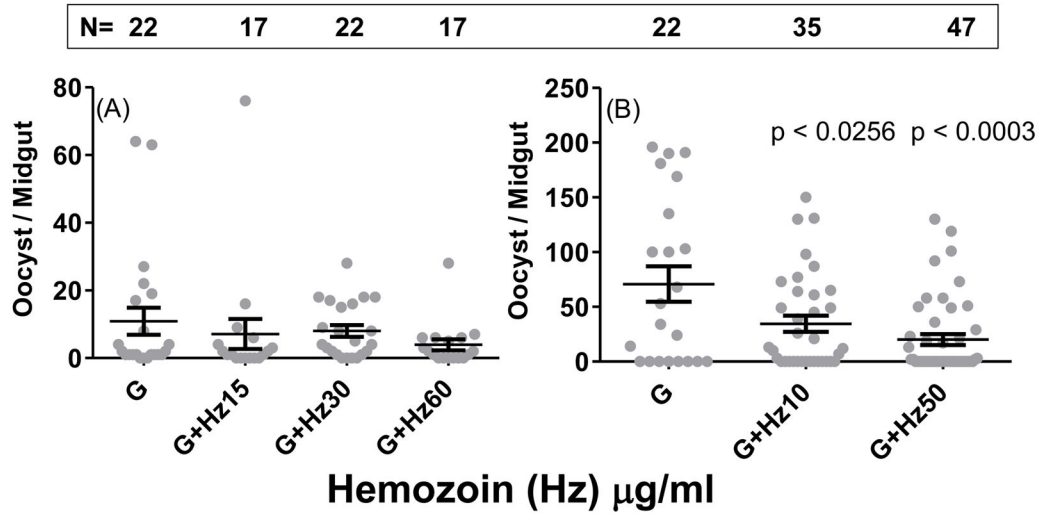 N= 22 17 22 17 22 35 47
(A)
Oocyst / Midgut
80
60
40
20
0
G
G+Hz15
G+Hz30
G+Hz60
(B)
p < 0.0256 p < 0.0003
Oocyst / Midgut
250
200
150
100
50
0
G
G+Hz10
G+Hz50
Hemozoin (Hz) μg/ml